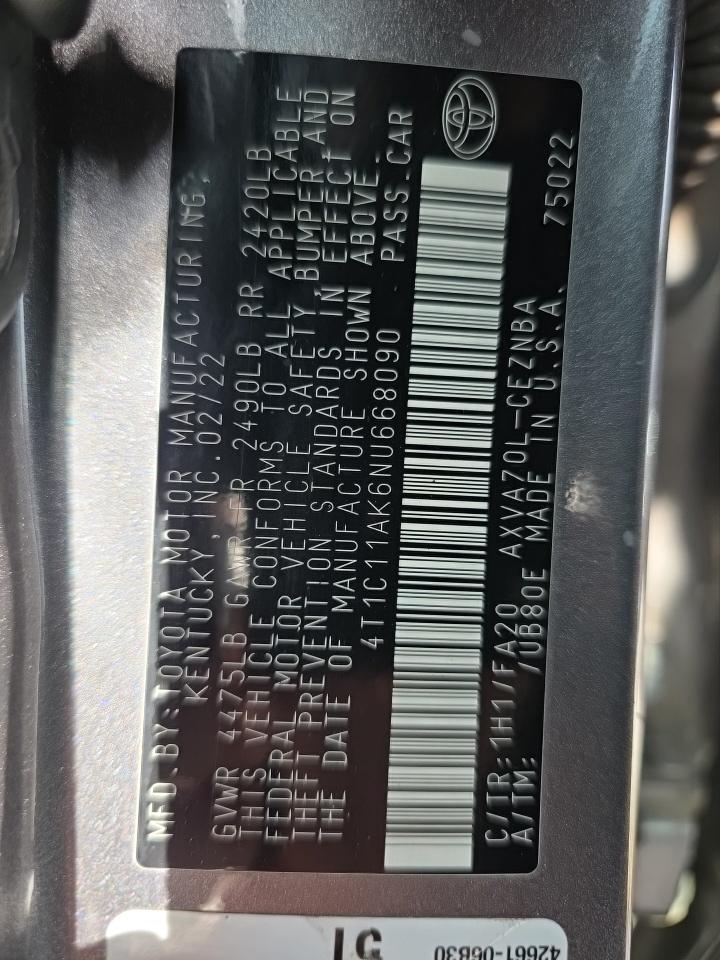 MFD.BY:TOYOTA MOTOR MANUFACTURING,
KENTUCKY, INC.02/22
GVWR 4475LB GAWR FR 2490LB RR 2420LB
THIS VEHICLE CONFORMS TO ALL APPLICABLE
FEDERAL MOTOR VEHICLE SAFETY, BUMPER, AND
THEFT PREVENTION STANDARDS IN EFFECT ON
THE DATE OF MANUFACTURE SHOWN ABOVE.
4T1C11AK6NU668090 PASS.CAR
C/TR:1H1/FA20 AXVA70L-CEZNBA 75022
A/TM: /UB80E MADE IN U.S.A.
42661-06B30